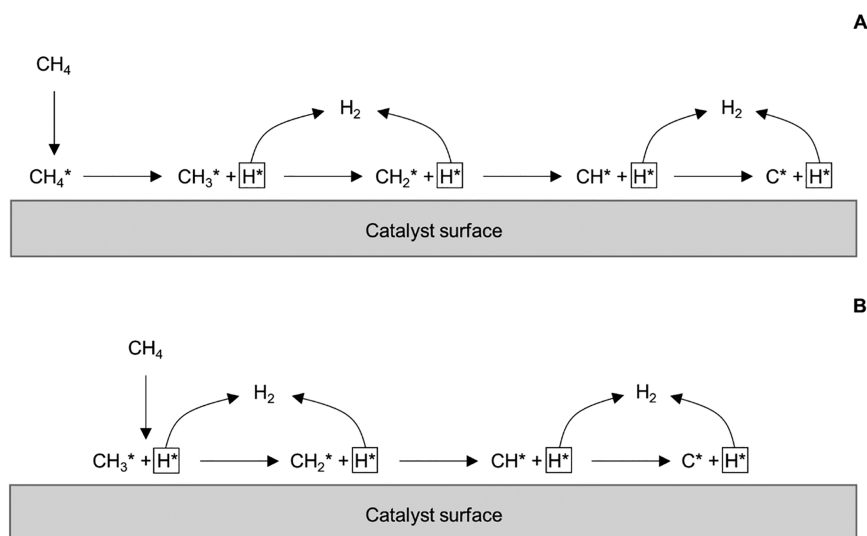 A
CH₄
H₂ H₂
CH₄* CH₃* + H* CH₂* + H* CH* + H* C* + H*
Catalyst surface
B
CH₄
H₂ H₂
CH₃* + H* CH₂* + H* CH* + H* C* + H*
Catalyst surface